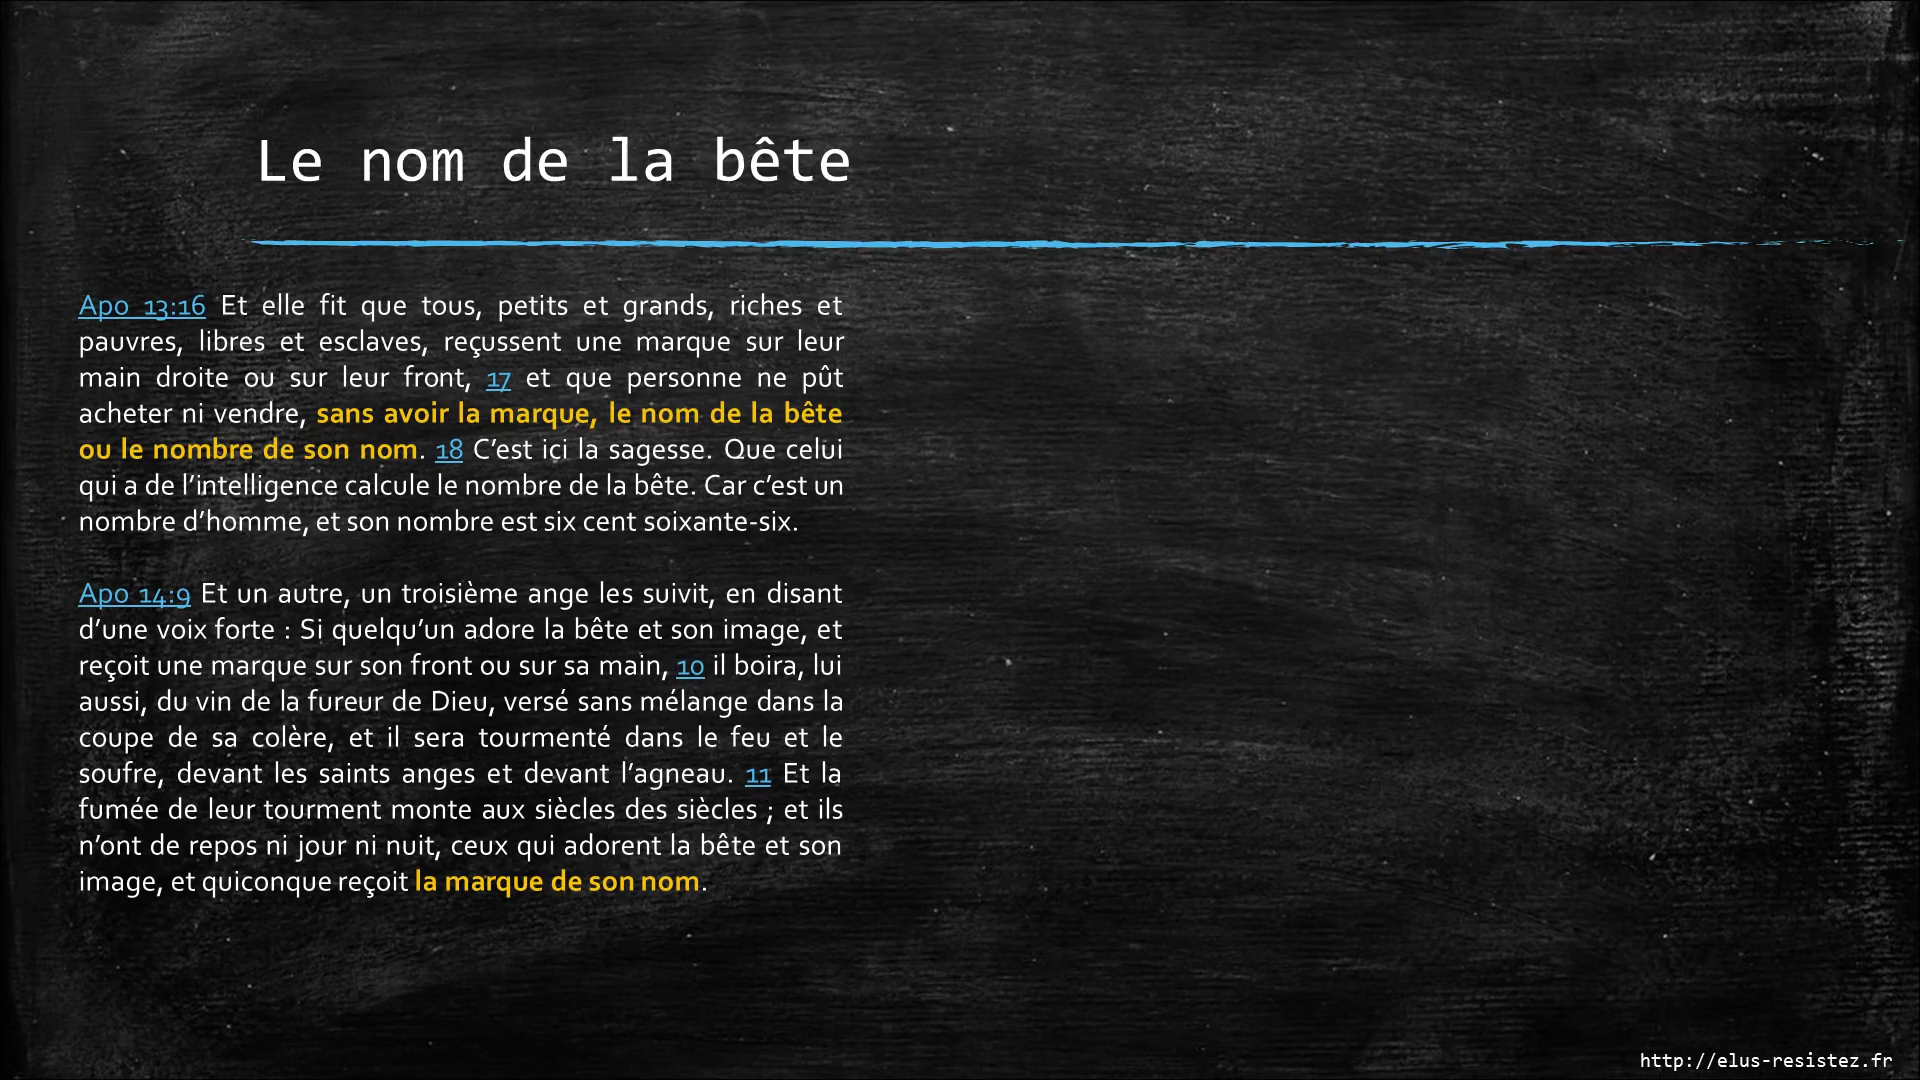 Le nom de la bête
Apo 13:16 Et elle fit que tous, petits et grands, riches et
pauvres, libres et esclaves, reçussent une marque sur leur
main droite ou sur leur front, 17 et que personne ne pût
acheter ni vendre, sans avoir la marque, le nom de la bête
ou le nombre de son nom. 18 C’est ici la sagesse. Que celui
qui a de l’intelligence calcule le nombre de la bête. Car c’est un
nombre d’homme, et son nombre est six cent soixante-six.
Apo 14:9 Et un autre, un troisième ange les suivit, en disant
d’une voix forte : Si quelqu’un adore la bête et son image, et
reçoit une marque sur son front ou sur sa main, 10 il boira, lui
aussi, du vin de la fureur de Dieu, versé sans mélange dans la
coupe de sa colère, et il sera tourmenté dans le feu et le
soufre, devant les saints anges et devant l’agneau. 11 Et la
fumée de leur tourment monte aux siècles des siècles ; et ils
n’ont de repos ni jour ni nuit, ceux qui adorent la bête et son
image, et quiconque reçoit la marque de son nom.
http://elus-resistez.fr